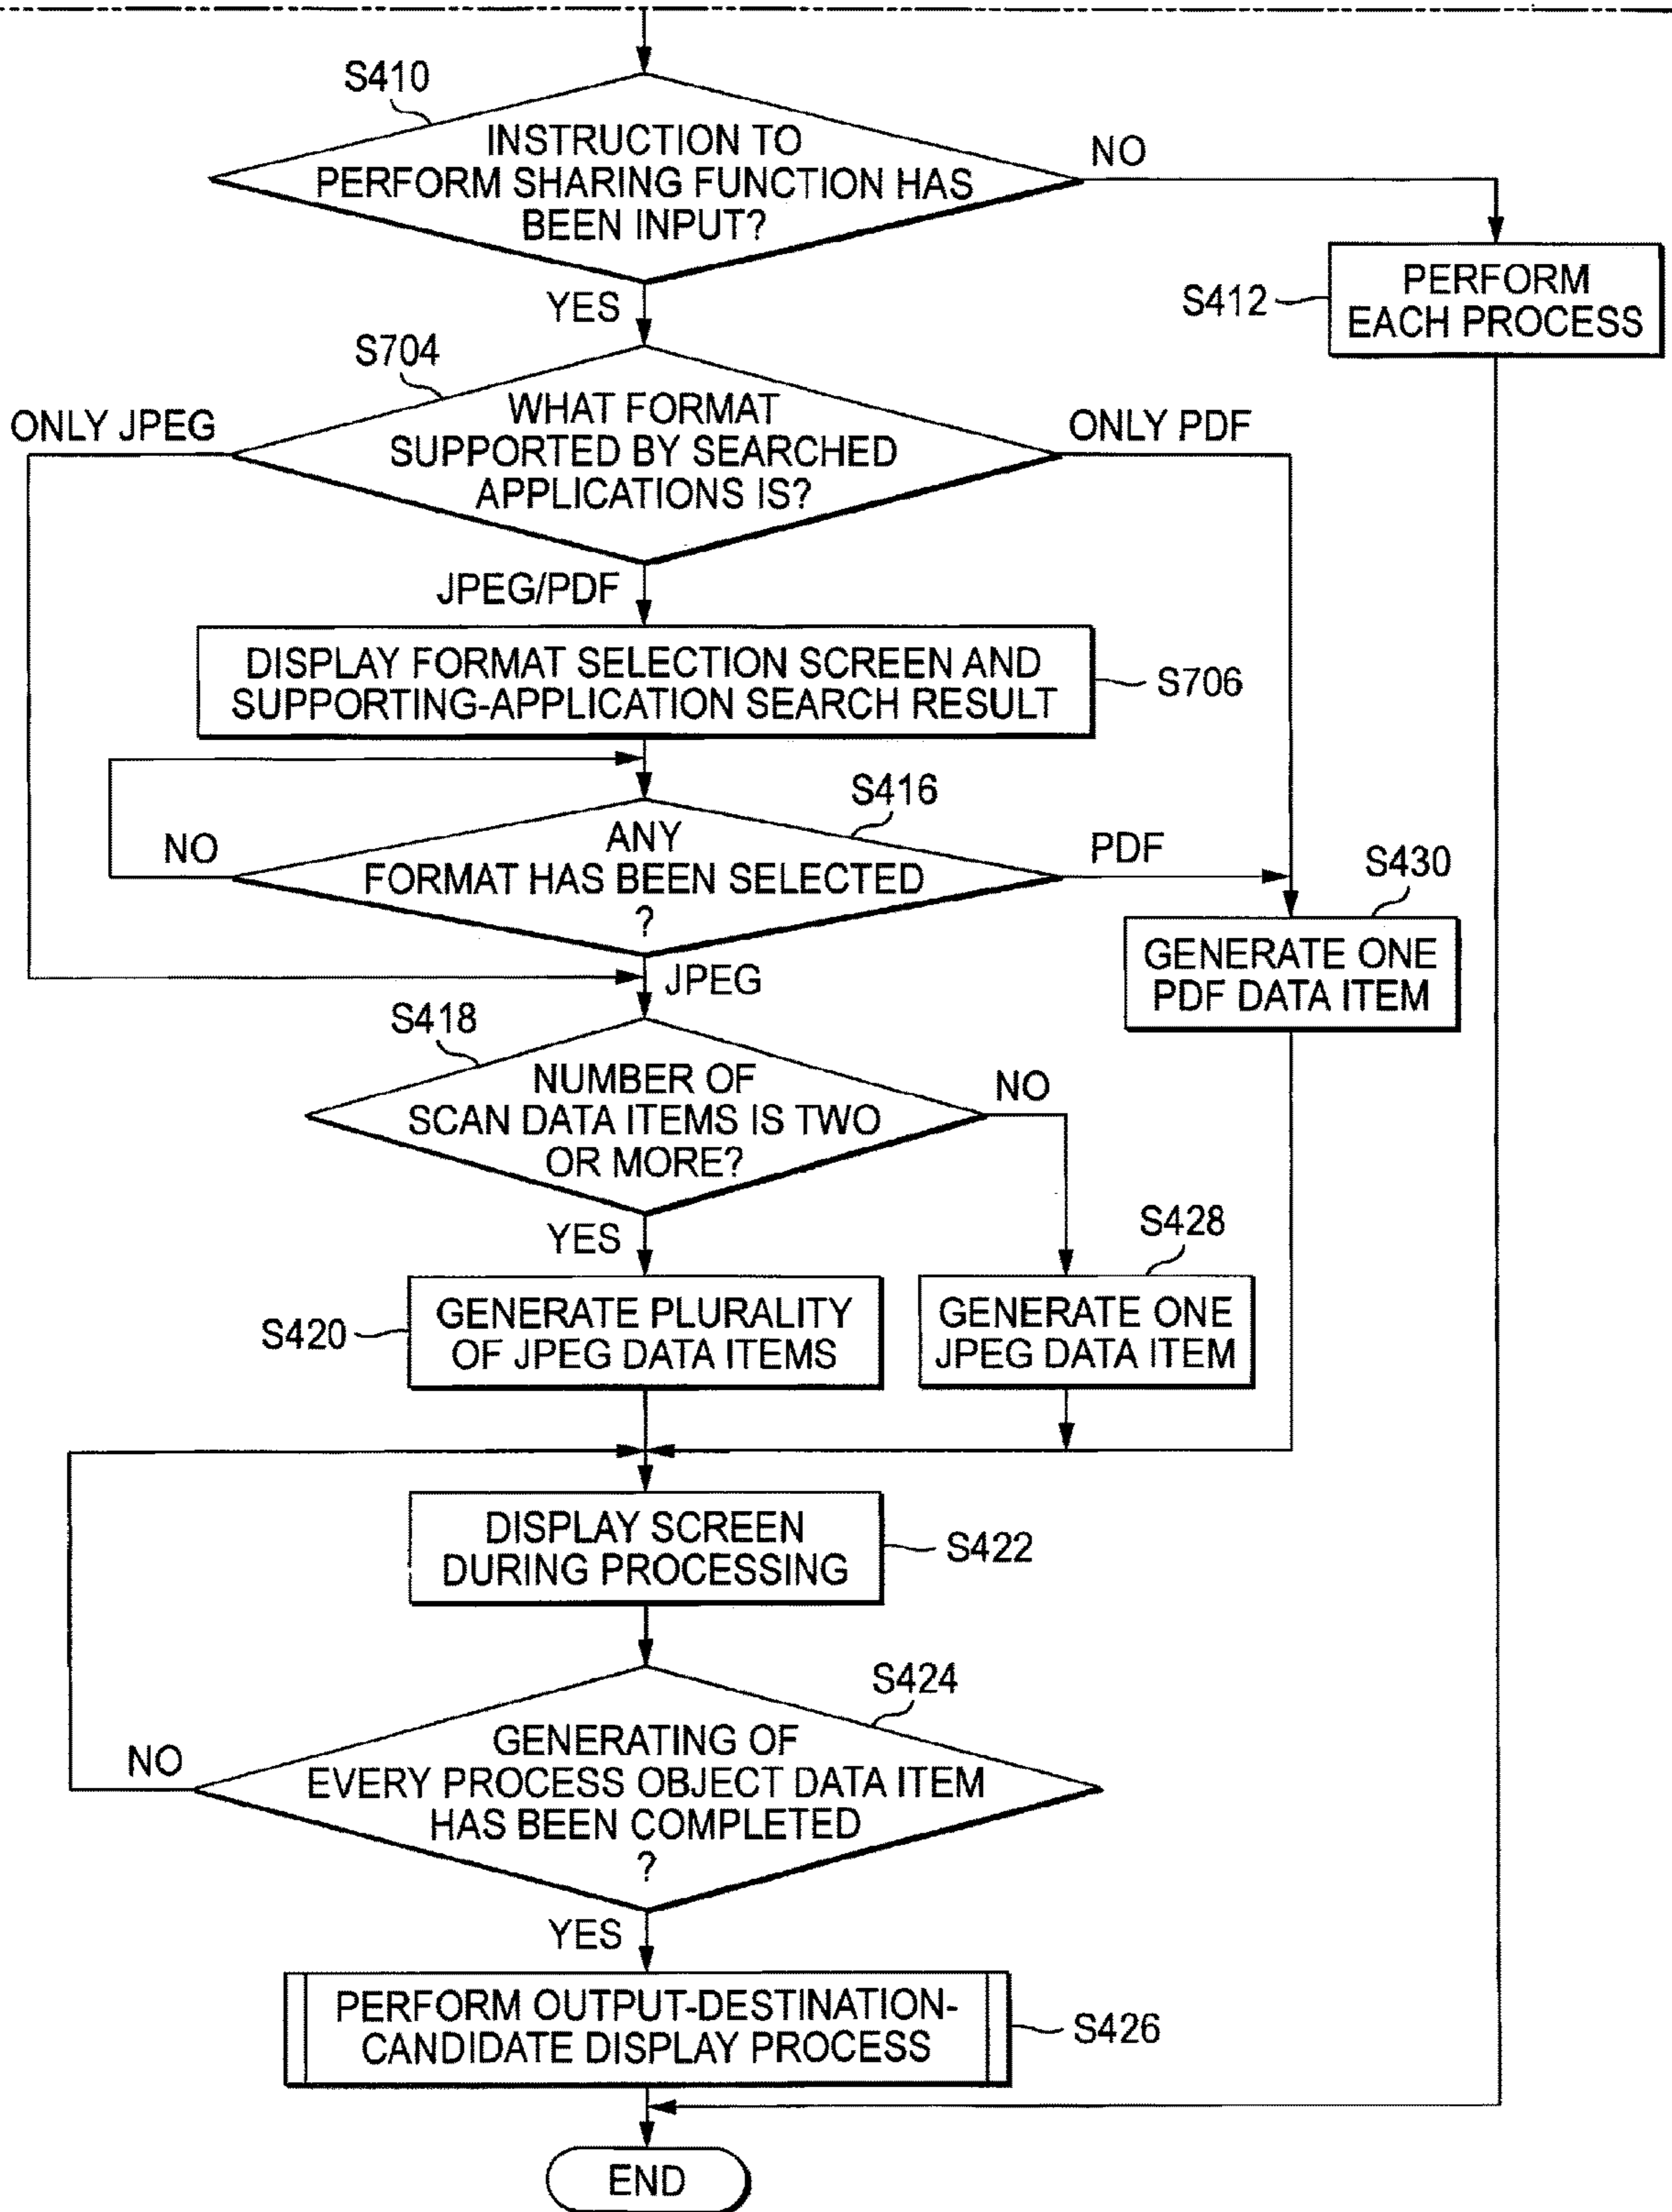 S410
INSTRUCTION TO
PERFORM SHARING FUNCTION HAS
BEEN INPUT?
NO
YES
S412
PERFORM
EACH PROCESS
S704
WHAT FORMAT
SUPPORTED BY SEARCHED
APPLICATIONS IS?
ONLY JPEG
ONLY PDF
JPEG/PDF
DISPLAY FORMAT SELECTION SCREEN AND
SUPPORTING-APPLICATION SEARCH RESULT
S706
S416
ANY
FORMAT HAS BEEN SELECTED
?
NO
PDF
JPEG
S430
GENERATE ONE
PDF DATA ITEM
S418
NUMBER OF
SCAN DATA ITEMS IS TWO
OR MORE?
NO
YES
S420
GENERATE PLURALITY
OF JPEG DATA ITEMS
S428
GENERATE ONE
JPEG DATA ITEM
DISPLAY SCREEN
DURING PROCESSING
S422
S424
GENERATING OF
EVERY PROCESS OBJECT DATA ITEM
HAS BEEN COMPLETED
?
NO
YES
PERFORM OUTPUT-DESTINATION-
CANDIDATE DISPLAY PROCESS
S426
END